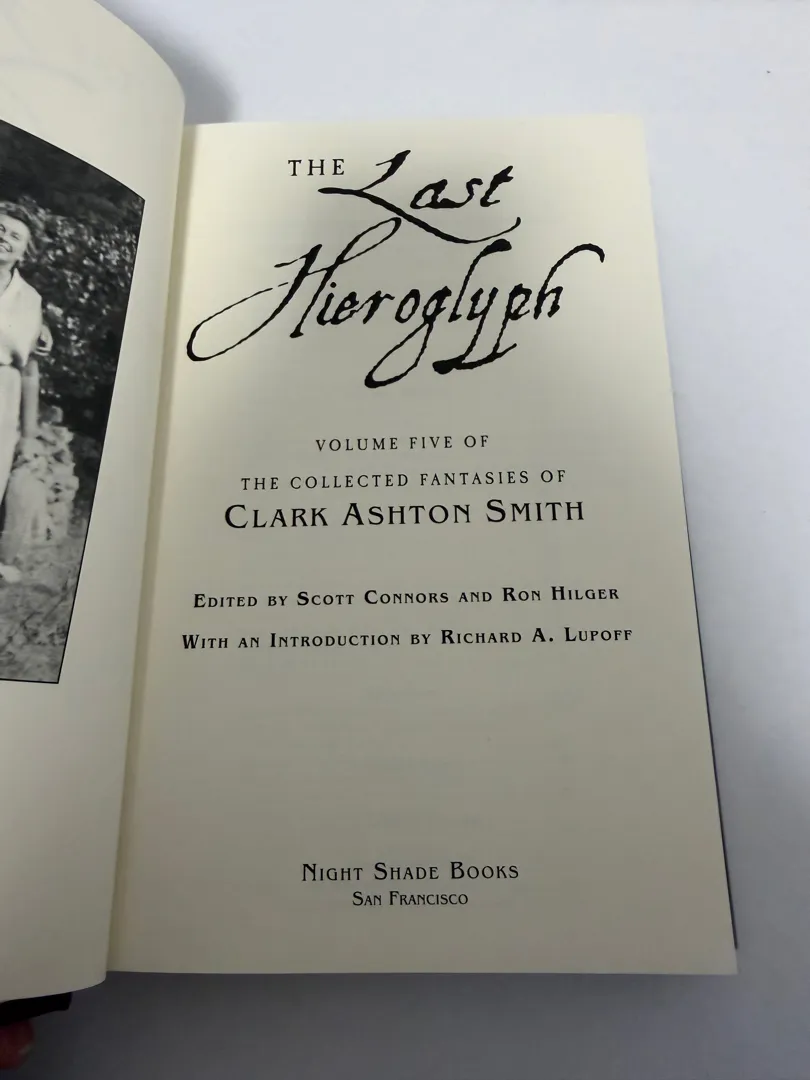 THE Last
Hieroglyph
VOLUME FIVE OF
THE COLLECTED FANTASIES OF
CLARK ASHTON SMITH
EDITED BY SCOTT CONNORS AND RON HILGER
WITH AN INTRODUCTION BY RICHARD A. LUPOFF
NIGHT SHADE BOOKS
SAN FRANCISCO